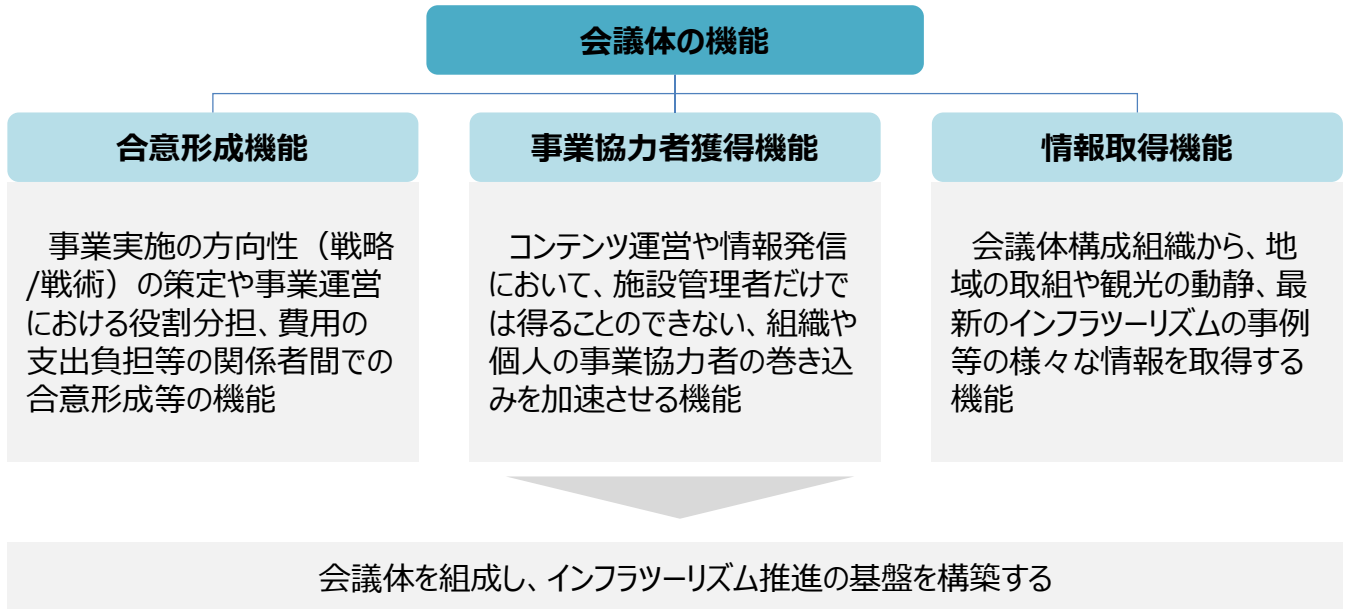 会議体の機能
合意形成機能
事業実施の方向性（戦略
/戦術）の策定や事業運営
における役割分担、費用の
支出負担等の関係者間での
合意形成等の機能
事業協力者獲得機能
コンテンツ運営や情報発信
において、施設管理者だけで
は得ることのできない、組織や
個人の事業協力者の巻き込
みを加速させる機能
情報取得機能
会議体構成組織から、地
域の取組や観光の動静、最
新のインフラツーリズムの事例
等の様々な情報を取得する
機能
会議体を組成し、インフラツーリズム推進の基盤を構築する